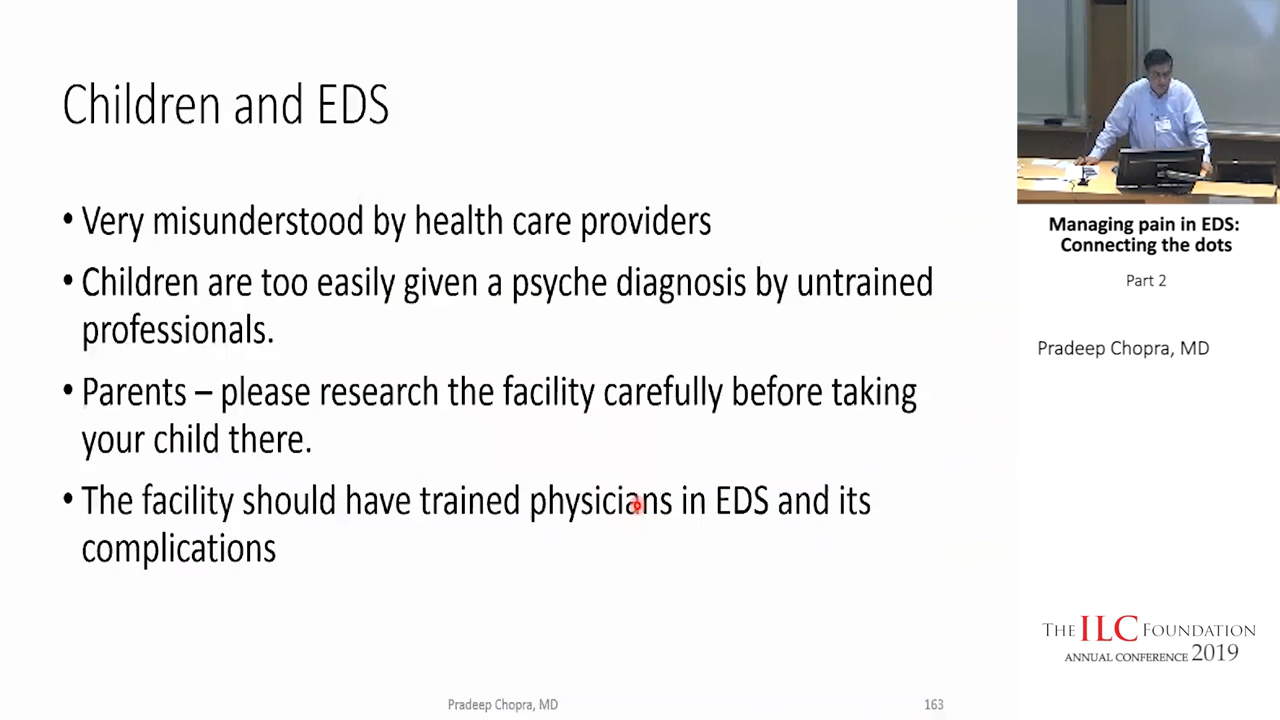 Children and EDS
• Very misunderstood by health care providers
• Children are too easily given a psyche diagnosis by untrained
professionals.
• Parents – please research the facility carefully before taking
your child there.
• The facility should have trained physicians in EDS and its
complications
Pradeep Chopra, MD
163
Managing pain in EDS:
Connecting the dots
Part 2
Pradeep Chopra, MD
THE ILC FOUNDATION
ANNUAL CONFERENCE 2019